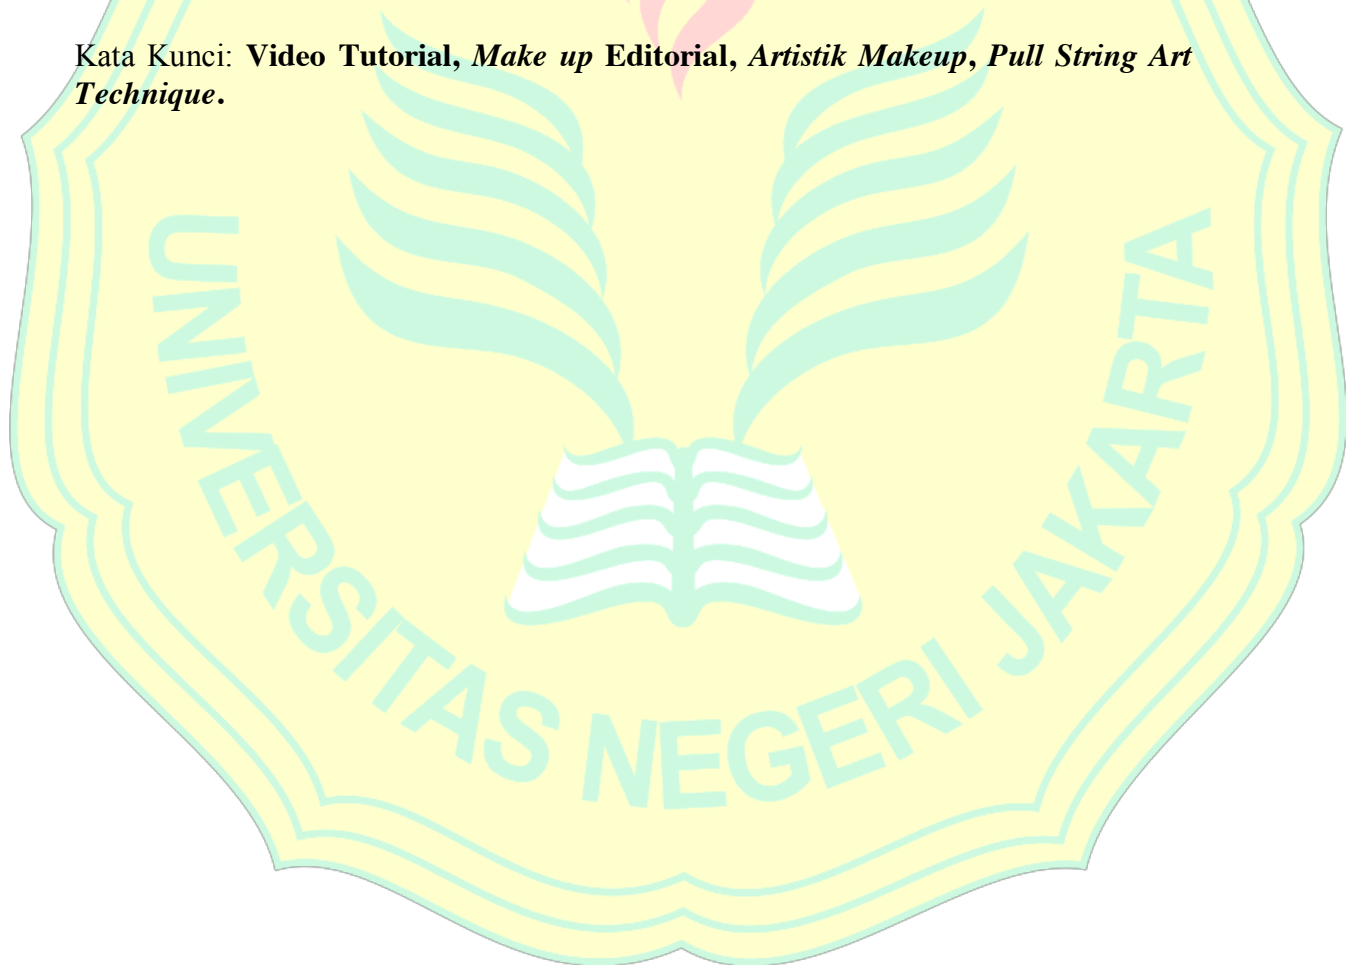 Kata Kunci: Video Tutorial, Make up Editorial, Artistik Makeup, Pull String Art
Technique.
UNIVERSITAS NEGERI JAKARTA